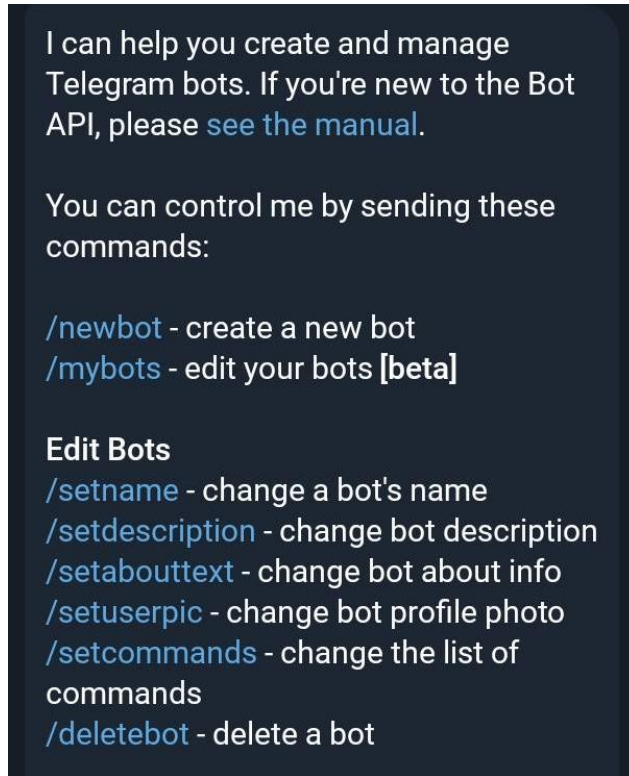 I can help you create and manage
Telegram bots. If you're new to the Bot
API, please see the manual.
You can control me by sending these
commands:
/newbot - create a new bot
/mybots - edit your bots [beta]
Edit Bots
/setname - change a bot's name
/setdescription - change bot description
/setabouttext - change bot about info
/setuserpic - change bot profile photo
/setcommands - change the list of
commands
/deletebot - delete a bot